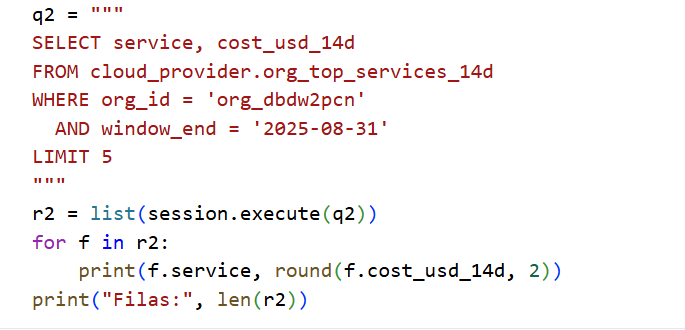 q2 = """
SELECT service, cost_usd_14d
FROM cloud_provider.org_top_services_14d
WHERE org_id = 'org_dbdw2pcn'
  AND window_end = '2025-08-31'
LIMIT 5
"""
r2 = list(session.execute(q2))
for f in r2:
    print(f.service, round(f.cost_usd_14d, 2))
print("Filas:", len(r2))